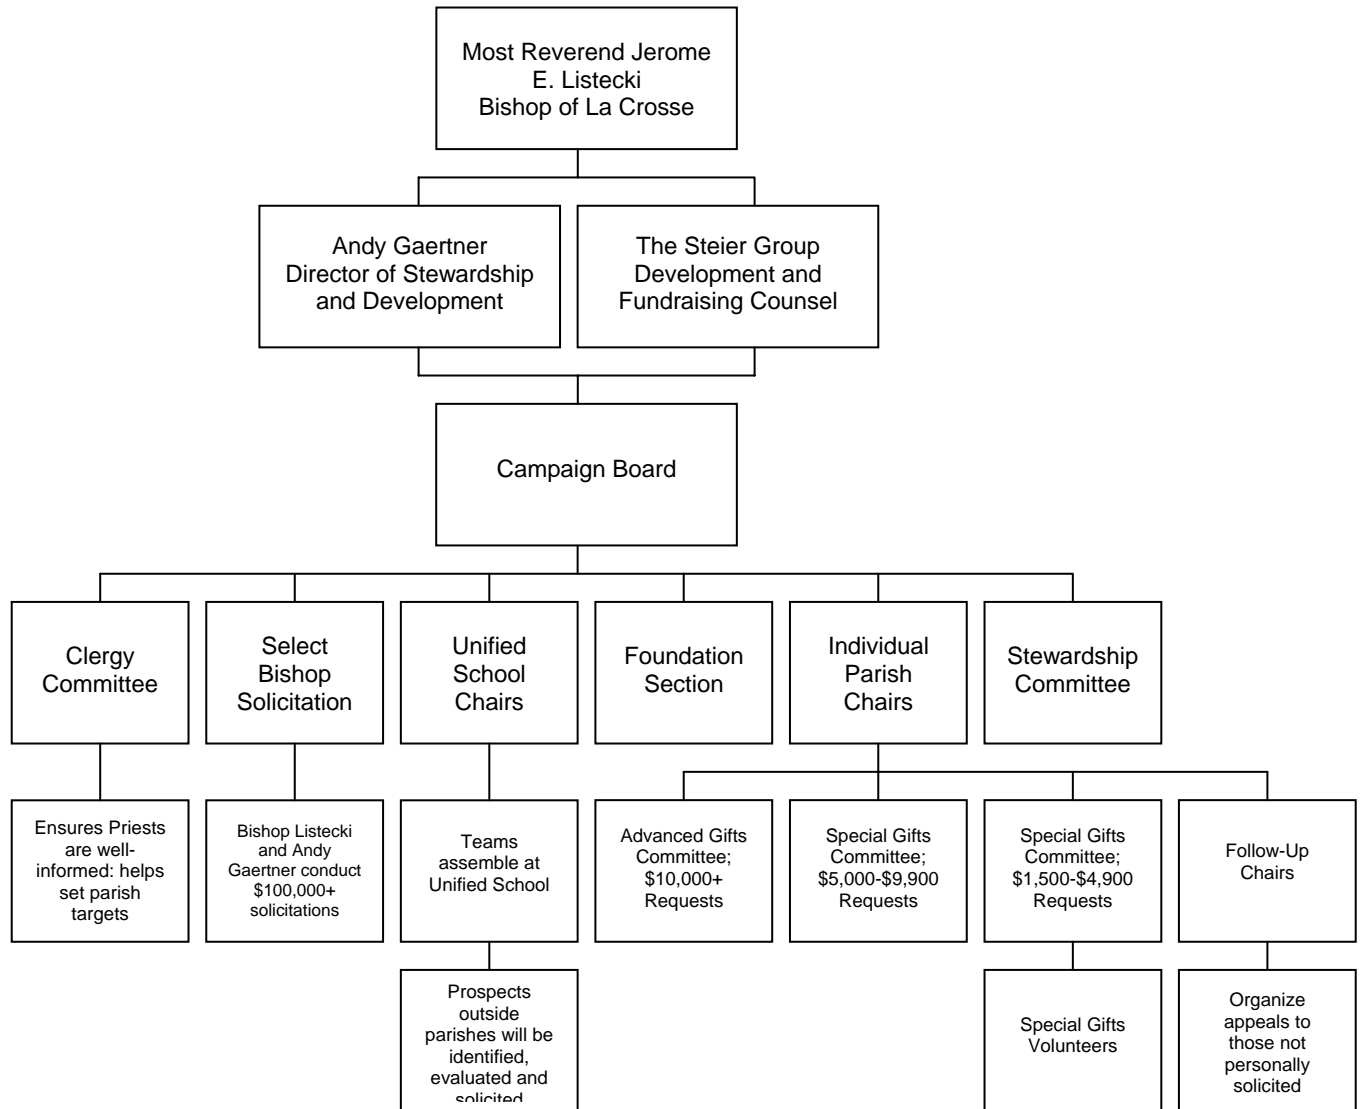 Most Reverend Jerome
E. Listecki
Bishop of La Crosse
Andy Gaertner
Director of Stewardship
and Development
The Steier Group
Development and
Fundraising Counsel
Campaign Board
Clergy
Committee
Select
Bishop
Solicitation
Unified
School
Chairs
Foundation
Section
Individual
Parish
Chairs
Stewardship
Committee
Ensures Priests
are well-
informed: helps
set parish
targets
Bishop Listecki
and Andy
Gaertner conduct
$100,000+
solicitations
Teams
assemble at
Unified School
Advanced Gifts
Committee;
$10,000+
Requests
Special Gifts
Committee;
$5,000-$9,900
Requests
Special Gifts
Committee;
$1,500-$4,900
Requests
Follow-Up
Chairs
Prospects
outside
parishes will be
identified,
evaluated and
solicited
Special Gifts
Volunteers
Organize
appeals to
those not
personally
solicited